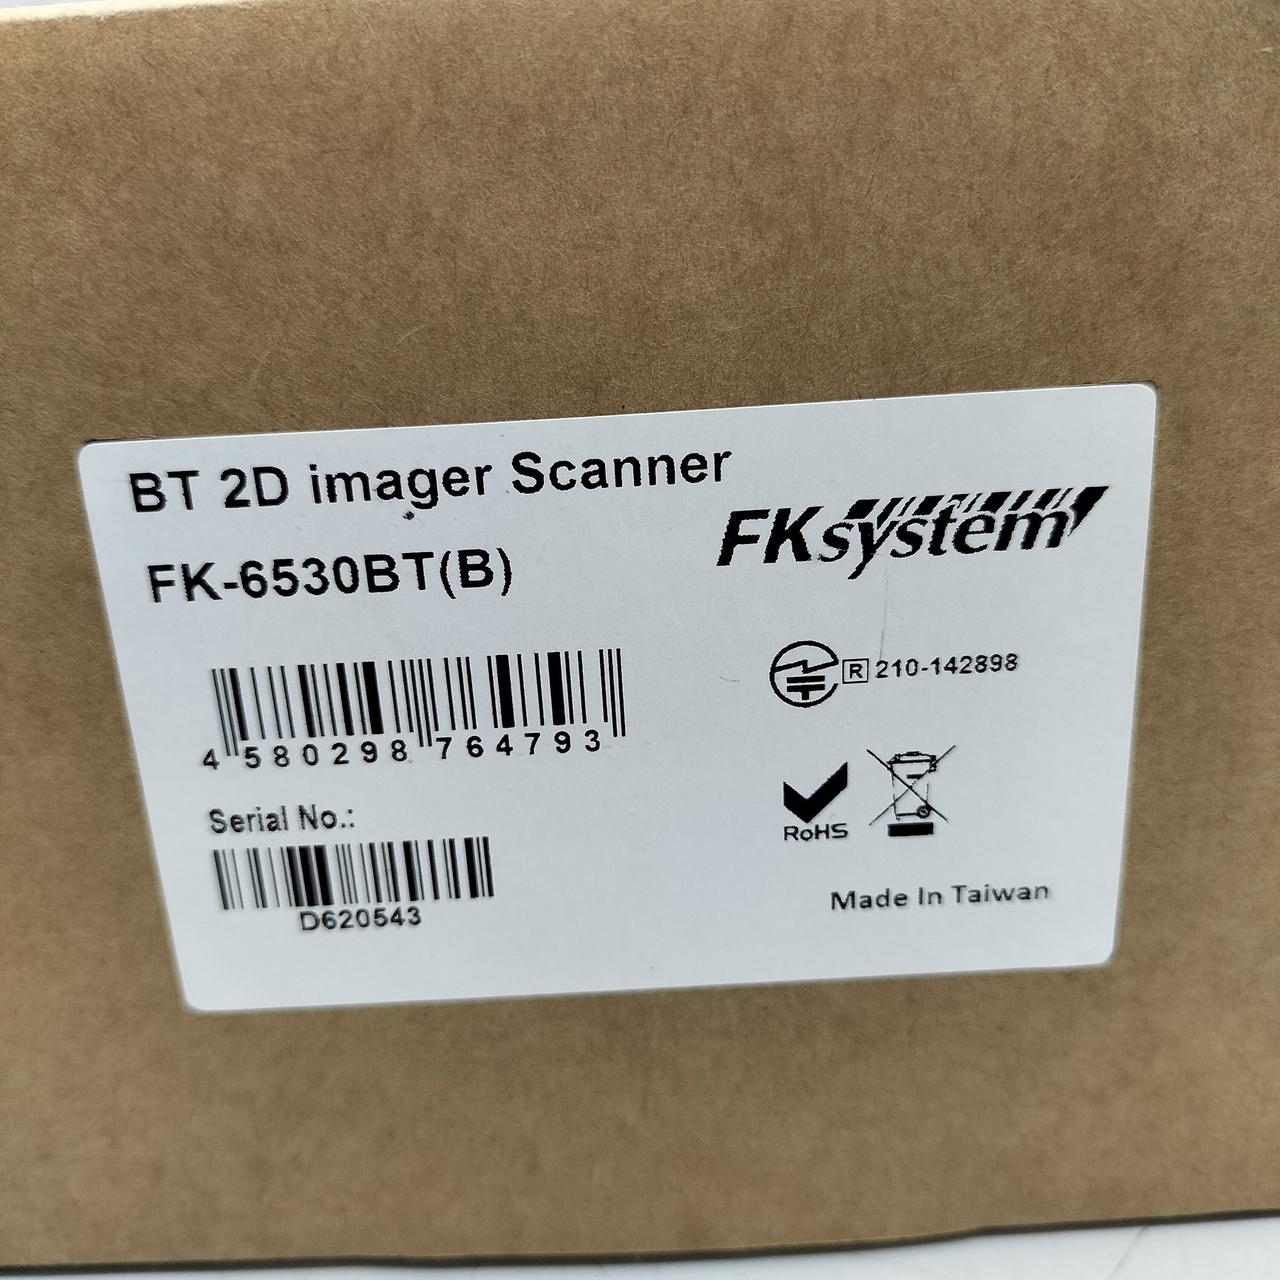 BT 2D imager Scanner
FKsystem
FK-6530BT(B)
R 210-142898
4 580298 764793
Serial No.:
RoHS
D620543
Made In Taiwan